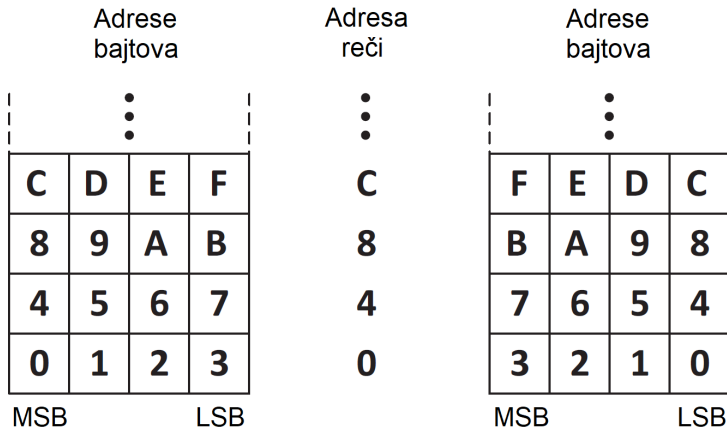 Adrese Adresa Adrese
bajtova reči bajtova
C D E F C F E D C
8 9 A B 8 B A 9 8
4 5 6 7 4 7 6 5 4
0 1 2 3 0 3 2 1 0
MSB LSB MSB LSB